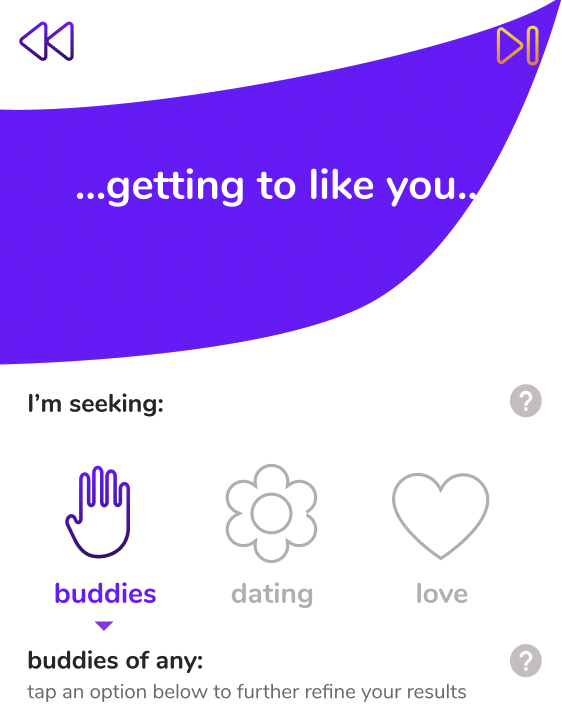 ...getting to like you..
I'm seeking:
?
buddies
dating
love
buddies of any:
?
tap an option below to further refine your results